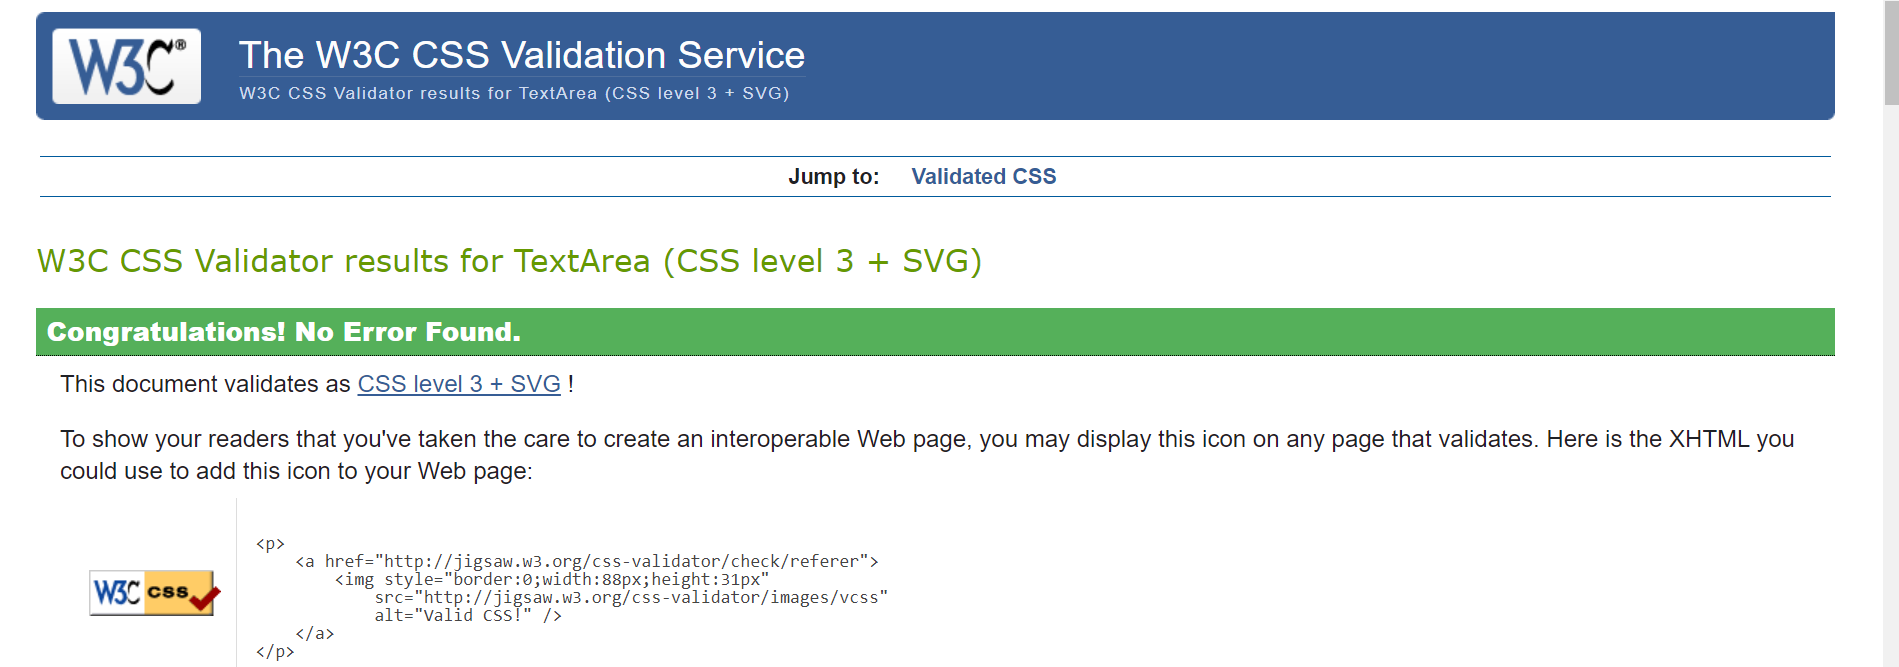 W3C®
The W3C CSS Validation Service
W3C CSS Validator results for TextArea (CSS level 3 + SVG)
Jump to: Validated CSS
W3C CSS Validator results for TextArea (CSS level 3 + SVG)
Congratulations! No Error Found.
This document validates as CSS level 3 + SVG !
To show your readers that you've taken the care to create an interoperable Web page, you may display this icon on any page that validates. Here is the XHTML you
could use to add this icon to your Web page:
W3C css
<p>
<a href="http://jigsaw.w3.org/css-validator/check/referer">
<img style="border:0;width:88px;height:31px"
src="http://jigsaw.w3.org/css-validator/images/vcss"
alt="Valid CSS!" />
</a>
</p>